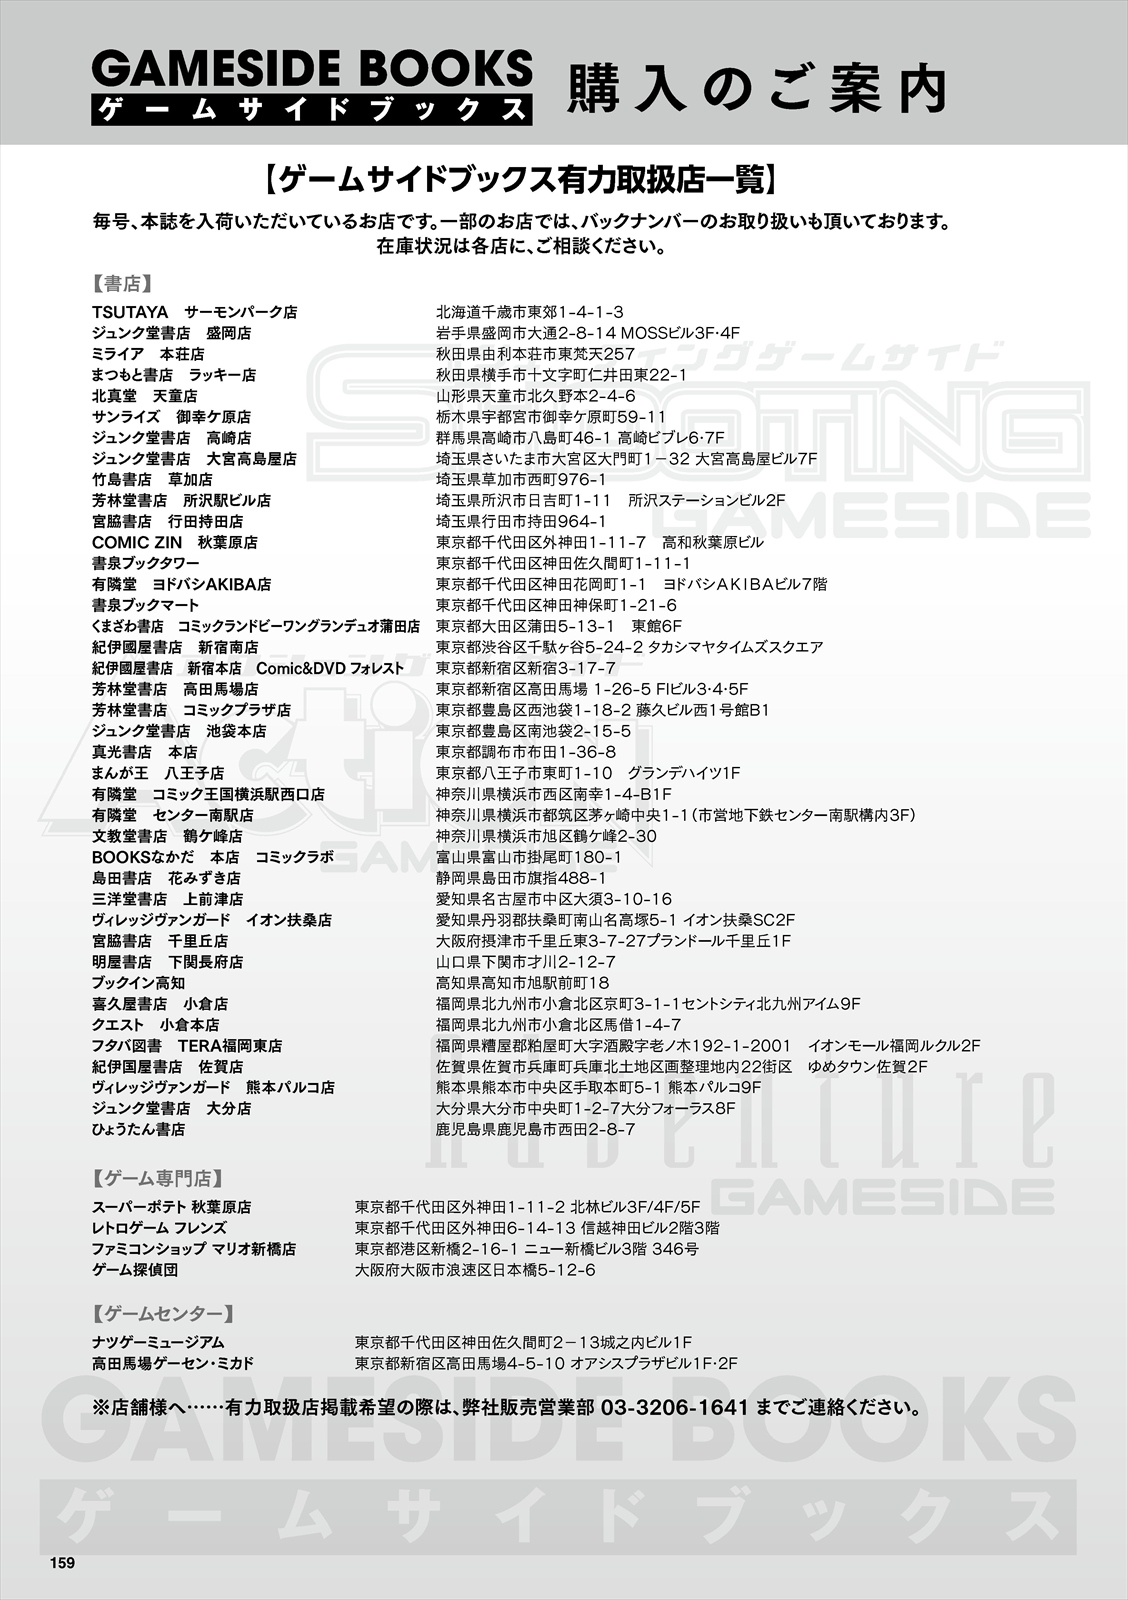 GAMESIDE BOOKS
ゲームサイドブックス
購入のご案内
【ゲームサイドブックス有力取扱店一覧】
毎号、本誌を入荷いただいているお店です。一部のお店では、バックナンバーのお取り扱いも頂いております。
在庫状況は各店に、ご相談ください。
【書店】
TSUTAYA　サーモンパーク店　北海道千歳市東郊1-4-1-3
ジュンク堂書店　盛岡店　岩手県盛岡市大通2-8-14 MOSSビル3F・4F
ミライア　本荘店　秋田県由利本荘市東梵天257
まつもと書店　ラッキー店　秋田県横手市十文字町仁井田東22-1
北真堂　天童店　山形県天童市北久野本2-4-6
サンライズ　御幸ケ原店　栃木県宇都宮市御幸ケ原町59-11
ジュンク堂書店　高崎店　群馬県高崎市八島町46-1 高崎ビブレ6・7F
ジュンク堂書店　大宮高島屋店　埼玉県さいたま市大宮区大門町1－32 大宮高島屋ビル7F
竹島書店　草加店　埼玉県草加市西町976-1
芳林堂書店　所沢駅ビル店　埼玉県所沢市日吉町1-11　所沢ステーションビル2F
宮脇書店　行田持田店　埼玉県行田市持田964-1
COMIC ZIN　秋葉原店　東京都千代田区外神田1-11-7　高和秋葉原ビル
書泉ブックタワー　東京都千代田区神田佐久間町1-11-1
有隣堂　ヨドバシAKIBA店　東京都千代田区神田花岡町1-1　ヨドバシAKIBAビル7階
書泉ブックマート　東京都千代田区神田神保町1-21-6
くまざわ書店　コミックランドビーワングランデュオ蒲田店　東京都大田区蒲田5-13-1　東館6F
紀伊國屋書店　新宿南店　東京都渋谷区千駄ヶ谷5-24-2 タカシマヤタイムズスクエア
紀伊國屋書店　新宿本店　Comic&DVD フォレスト　東京都新宿区新宿3-17-7
芳林堂書店　高田馬場店　東京都新宿区高田馬場 1-26-5 FIビル3・4・5F
芳林堂書店　コミックプラザ店　東京都豊島区西池袋1-18-2 藤久ビル西1号館B1
ジュンク堂書店　池袋本店　東京都豊島区南池袋2-15-5
真光書店　本店　東京都調布市布田1-36-8
まんが王　八王子店　東京都八王子市東町1-10　グランデハイツ1F
有隣堂　コミック王国横浜駅西口店　神奈川県横浜市西区南幸1-4-B1F
有隣堂　センター南駅店　神奈川県横浜市都筑区茅ヶ崎中央1-1（市営地下鉄センター南駅構内3F）
文教堂書店　鶴ケ峰店　神奈川県横浜市旭区鶴ケ峰2-30
BOOKSなかだ　本店　コミックラボ　富山県富山市掛尾町180-1
島田書店　花みずき店　静岡県島田市旗指488-1
三洋堂書店　上前津店　愛知県名古屋市中区大須3-10-16
ヴィレッジヴァンガード　イオン扶桑店　愛知県丹羽郡扶桑町南山名高塚5-1 イオン扶桑SC2F
宮脇書店　千里丘店　大阪府摂津市千里丘東3-7-27プランドール千里丘1F
明屋書店　下関長府店　山口県下関市才川2-12-7
ブックイン高知　高知県高知市旭駅前町18
喜久屋書店　小倉店　福岡県北九州市小倉北区京町3-1-1セントシティ北九州アイム9F
クエスト　小倉本店　福岡県北九州市小倉北区馬借1-4-7
フタバ図書　TERA福岡東店　福岡県糟屋郡粕屋町大字酒殿字老ノ木192-1-2001　イオンモール福岡ルクル2F
紀伊国屋書店　佐賀店　佐賀県佐賀市兵庫町兵庫北土地区画整理地内22街区　ゆめタウン佐賀2F
ヴィレッジヴァンガード　熊本パルコ店　熊本県熊本市中央区手取本町5-1 熊本パルコ9F
ジュンク堂書店　大分店　大分県大分市中央町1-2-7大分フォーラス8F
ひょうたん書店　鹿児島県鹿児島市西田2-8-7
【ゲーム専門店】
スーパーポテト 秋葉原店　東京都千代田区外神田1-11-2 北林ビル3F/4F/5F
レトロゲーム フレンズ　東京都千代田区外神田6-14-13 信越神田ビル2階3階
ファミコンショップ マリオ新橋店　東京都港区新橋2-16-1 ニュー新橋ビル3階 346号
ゲーム探偵団　大阪府大阪市浪速区日本橋5-12-6
【ゲームセンター】
ナツゲーミュージアム　東京都千代田区神田佐久間町2－13城之内ビル1F
高田馬場ゲーセン・ミカド　東京都新宿区高田馬場4-5-10 オアシスプラザビル1F・2F
※店舗様へ……有力取扱店掲載希望の際は、弊社販売営業部 03-3206-1641 までご連絡ください。
GAMESIDE BOOKS
ゲームサイドブックス
159
SHOOTING
GAMESIDE
ACTION
GAMESIDE
Adventure
GAMESIDE